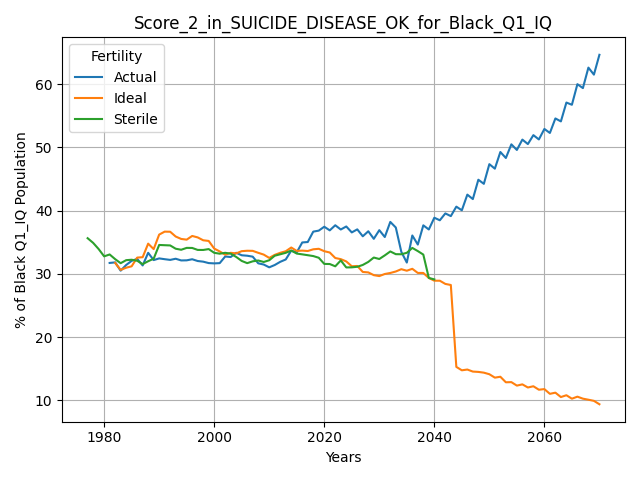 Score_2_in_SUICIDE_DISEASE_OK_for_Black_Q1_IQ
Fertility
Actual
Ideal
Sterile
% of Black Q1_IQ Population
60
50
40
30
20
10
1980 2000 2020 2040 2060
Years